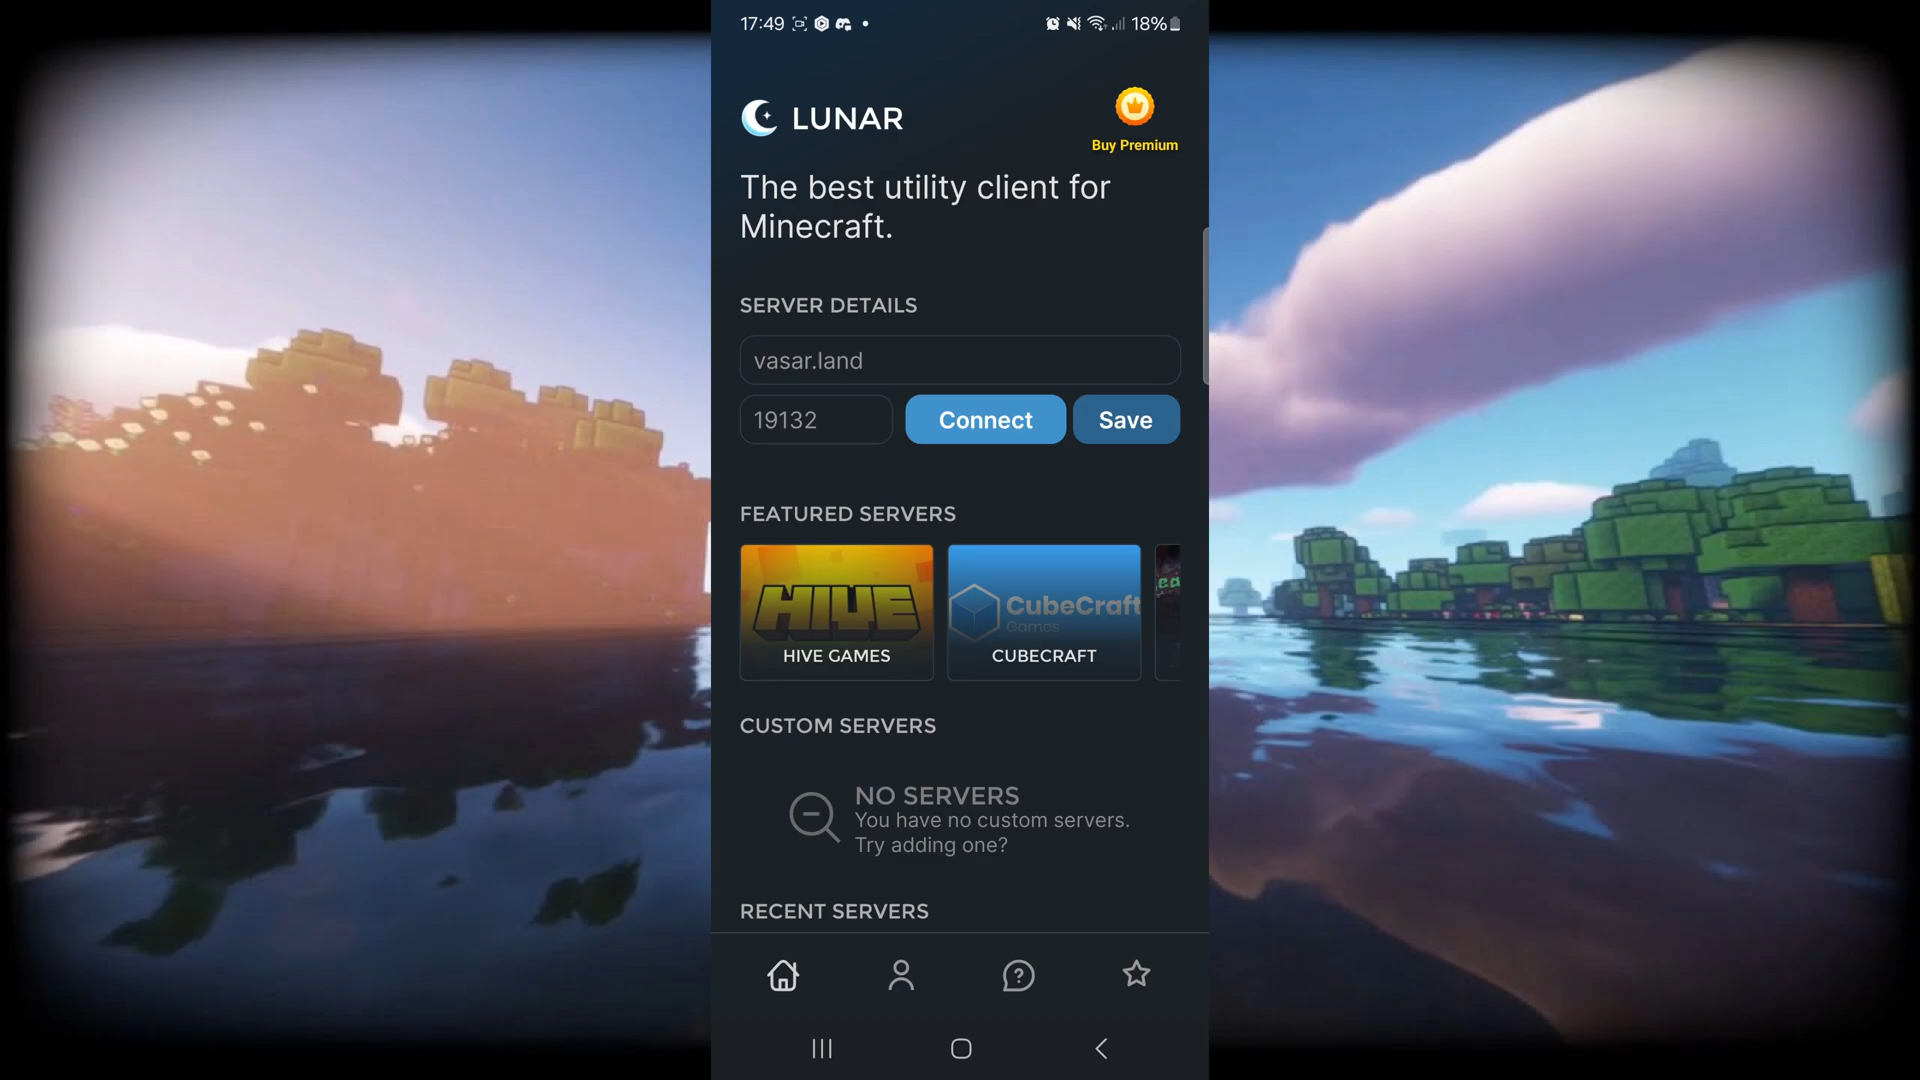 17:49
18%
LUNAR
Buy Premium
The best utility client for
Minecraft.
SERVER DETAILS
vasar.land
19132
Connect
Save
FEATURED SERVERS
HIVE
CubeCraft
Games
ea
HIVE GAMES
CUBECRAFT
CUSTOM SERVERS
NO SERVERS
You have no custom servers.
Try adding one?
RECENT SERVERS